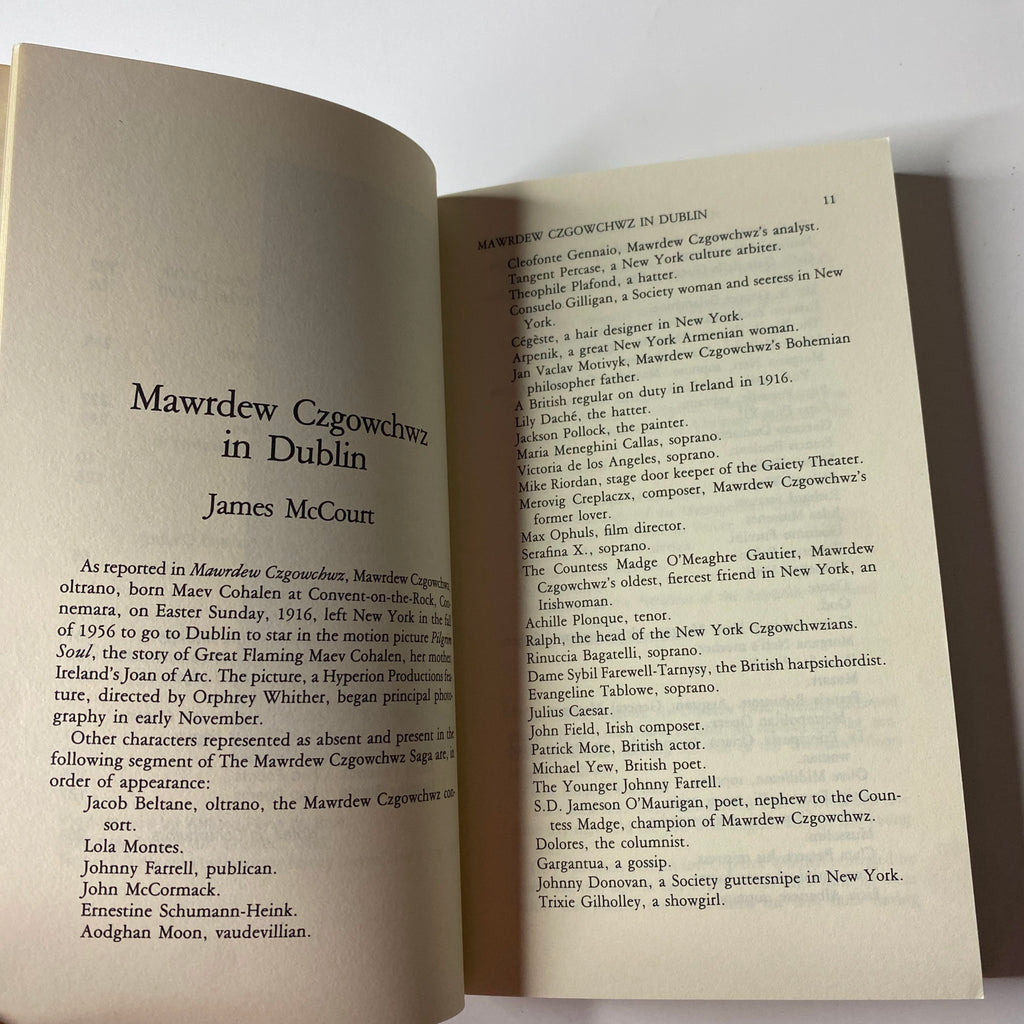 Mawrdew Czgowchwz
in Dublin
James McCourt
As reported in Mawrdew Czgowchwz, Mawrdew Czgowchwz,
oltrano, born Maev Cohalen at Convent-on-the-Rock, Con-
nemara, on Easter Sunday, 1916, left New York in the fall
of 1956 to go to Dublin to star in the motion picture Pilgrim
Soul, the story of Great Flaming Maev Cohalen, her mother,
Ireland's Joan of Arc. The picture, a Hyperion Productions fea-
ture, directed by Orphrey Whither, began principal photo-
graphy in early November.
Other characters represented as absent and present in the
following segment of The Mawrdew Czgowchwz Saga are, in
order of appearance:
Jacob Beltane, oltrano, the Mawrdew Czgowchwz con-
sort.
Lola Montes.
Johnny Farrell, publican.
John McCormack.
Ernestine Schumann-Heink.
Aodghan Moon, vaudevillian.
MAWRDEW CZGOWCHWZ IN DUBLIN 11
Cleofonte Gennaio, Mawrdew Czgowchwz's analyst.
Tangent Percase, a New York culture arbiter.
Theophile Plafond, a hatter.
Consuelo Gilligan, a Society woman and seeress in New
York.
Cégèste, a hair designer in New York.
Arpenik, a great New York Armenian woman.
Jan Vaclav Motivyk, Mawrdew Czgowchwz's Bohemian
philosopher father.
A British regular on duty in Ireland in 1916.
Lily Daché, the hatter.
Jackson Pollock, the painter.
Maria Meneghini Callas, soprano.
Victoria de los Angeles, soprano.
Mike Riordan, stage door keeper of the Gaiety Theater.
Merovig Creplaczx, composer, Mawrdew Czgowchwz's
former lover.
Max Ophuls, film director.
Serafina X., soprano.
The Countess Madge O'Meaghre Gautier, Mawrdew
Czgowchwz's oldest, fiercest friend in New York, an
Irishwoman.
Achille Plonque, tenor.
Ralph, the head of the New York Czgowchwzians.
Rinuccia Bagatelli, soprano.
Dame Sybil Farewell-Tarnysy, the British harpsichordist.
Evangeline Tablowe, soprano.
Julius Caesar.
John Field, Irish composer.
Patrick More, British actor.
Michael Yew, British poet.
The Younger Johnny Farrell.
S.D. Jameson O'Maurigan, poet, nephew to the Coun-
tess Madge, champion of Mawrdew Czgowchwz.
Dolores, the columnist.
Gargantua, a gossip.
Johnny Donovan, a Society guttersnipe in New York.
Trixie Gilholley, a showgirl.